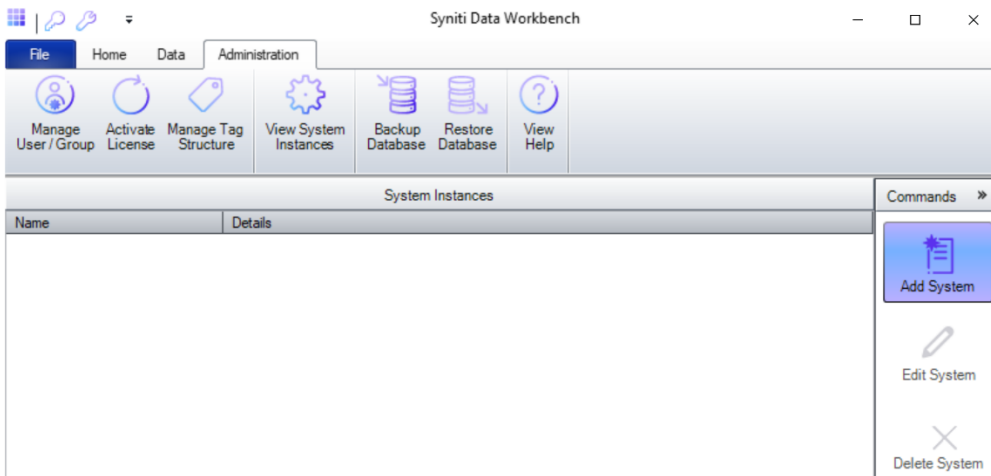 Syniti Data Workbench
File Home Data Administration
Manage User / Group
Activate License
Manage Tag Structure
View System Instances
Backup Database
Restore Database
View Help
System Instances
Commands »
Name Details
Add System
Edit System
Delete System